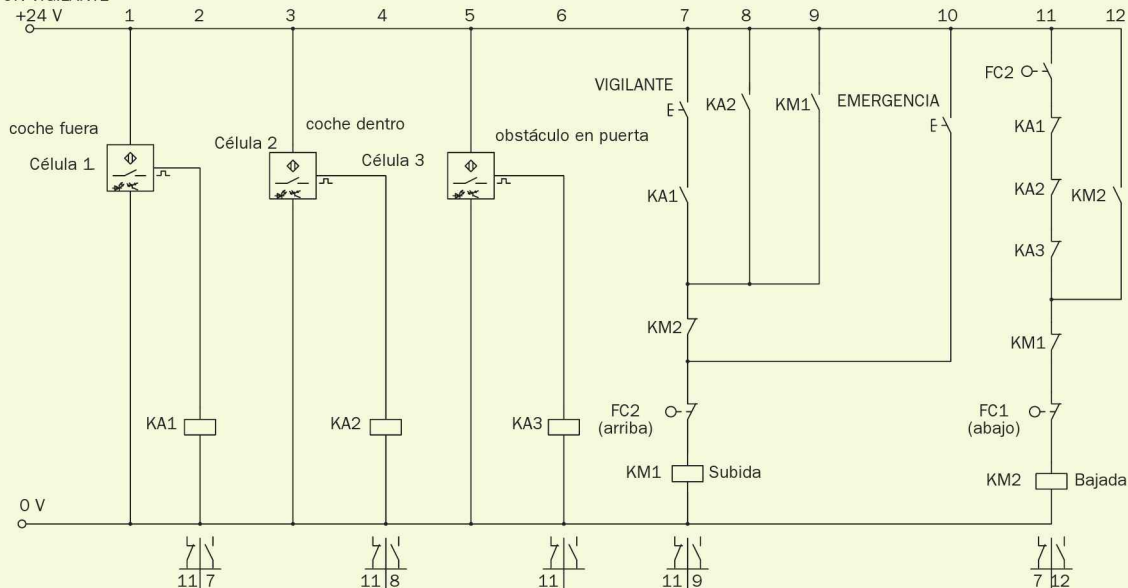 +24 V
1 2 3 4 5 6 7 8 9 10 11 12
VIGILANTE
KA2
KM1
EMERGENCIA
FC2
coche fuera
Célula 1
Célula 2
coche dentro
Célula 3
obstáculo en puerta
KA1
KA1
KA2
KM2
KA3
KM2
KM1
FC2
(arriba)
FC1
(abajo)
KA1
KA2
KA3
KM1
Subida
KM2
Bajada
0 V
11 7
11 8
11
11 9
7 12